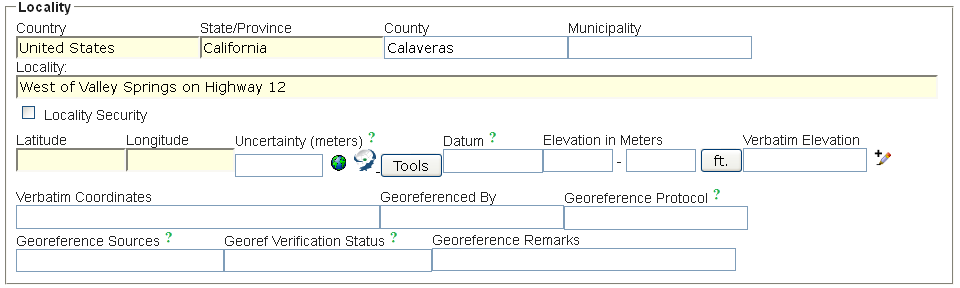 Locality
Country State/Province County Municipality
United States California Calaveras
Locality:
West of Valley Springs on Highway 12
Locality Security
Latitude Longitude Uncertainty (meters) ? Datum ? Elevation in Meters Verbatim Elevation
- Tools - ft.
Verbatim Coordinates Georeferenced By Georeference Protocol ?
Georeference Sources ? Georef Verification Status ? Georeference Remarks